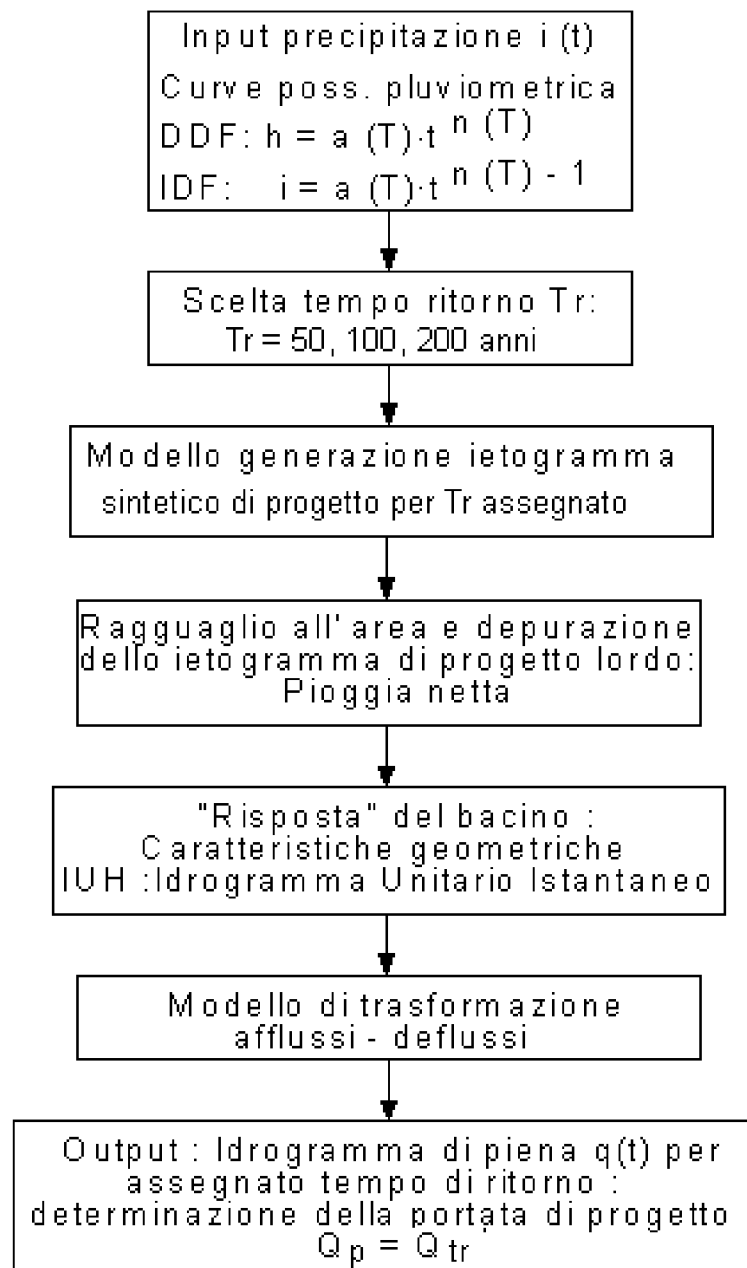 Input precipitazione i (t)
Curve poss. pluviometrica
DDF: h = a (T)·t n (T)
IDF: i = a (T)·t n (T) - 1
Scelta tempo ritorno Tr:
Tr = 50, 100, 200 anni
Modello generazione ietogramma
sintetico di progetto per Tr assegnato
Ragguaglio all'area e depurazione
dello ietogramma di progetto lordo:
Pioggia netta
"Risposta" del bacino :
Caratteristiche geometriche
IUH :Idrogramma Unitario Istantaneo
Modello di trasformazione
afflussi - deflussi
Output : Idrogramma di piena q(t) per
assegnato tempo di ritorno :
determinazione della portata di progetto
Qp = Qtr